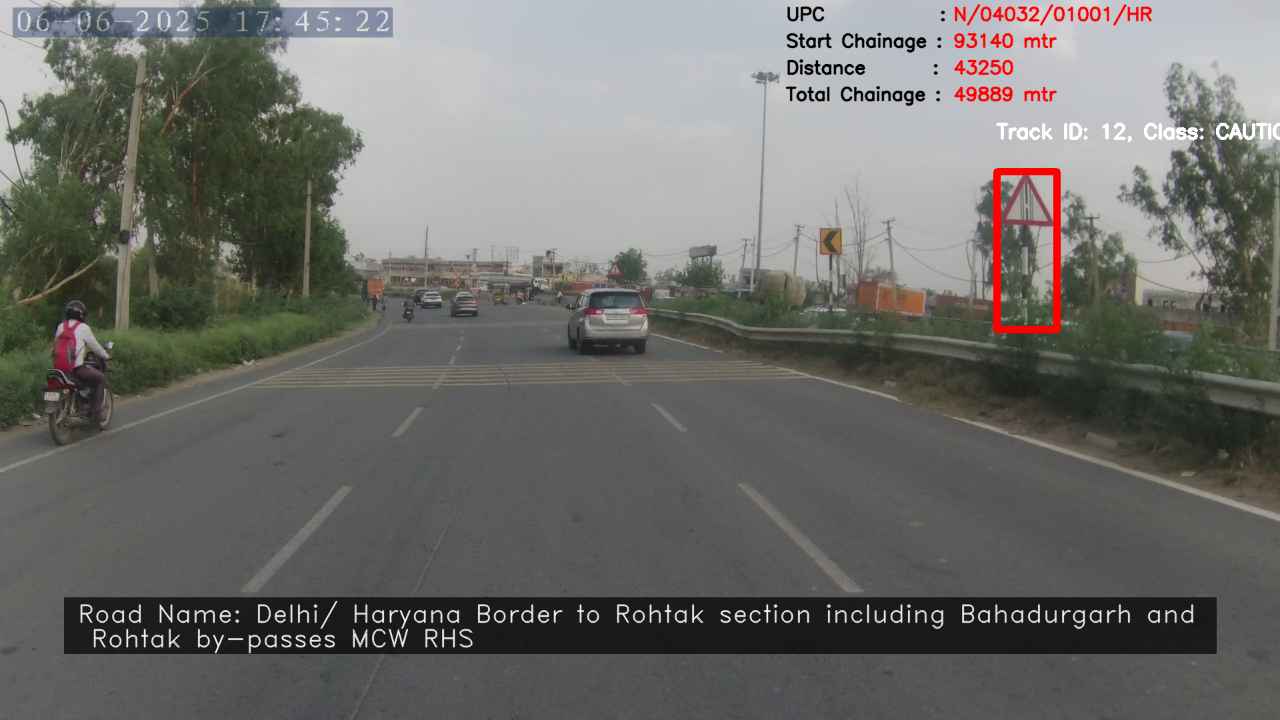 06-06-2025 17:45:22
UPC : N/04032/01001/HR
Start Chainage : 93140 mtr
Distance : 43250
Total Chainage : 49889 mtr
Track ID: 12, Class: CAUTIO
Road Name: Delhi/ Haryana Border to Rohtak section including Bahadurgarh and
Rohtak by-passes MCW RHS